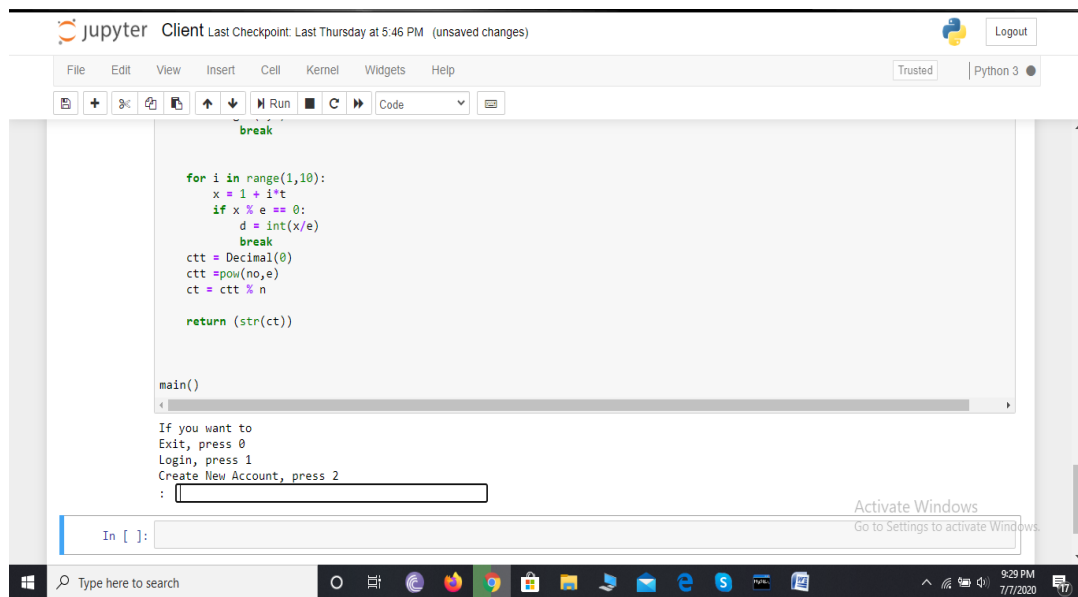 jupyter Client Last Checkpoint: Last Thursday at 5:46 PM (unsaved changes)
Logout
File Edit View Insert Cell Kernel Widgets Help
Trusted
Python 3
Run
Code
break
for i in range(1,10):
x = 1 + i*t
if x % e == 0:
d = int(x/e)
break
ctt = Decimal(0)
ctt =pow(no,e)
ct = ctt % n
return (str(ct))
main()
If you want to
Exit, press 0
Login, press 1
Create New Account, press 2
:
Activate Windows
Go to Settings to activate Windows.
In [ ]:
Type here to search
9:29 PM
7/7/2020
17